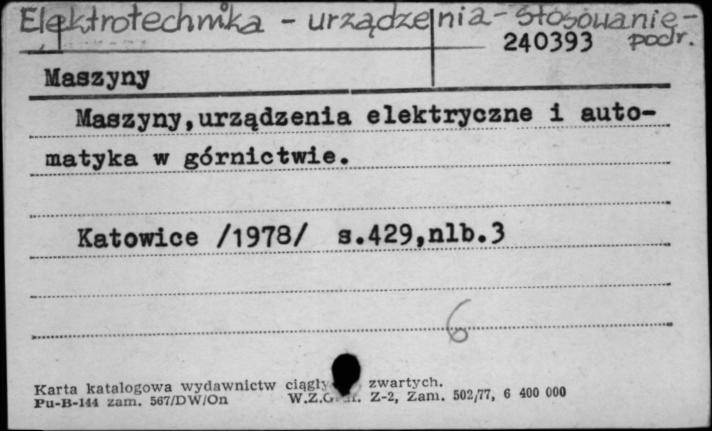 Elektrotechnika - urządzenia - stosowanie -
240393 podr.
Maszyny
Maszyny,urządzenia elektryczne i auto-
matyka w górnictwie.
Katowice /1978/ s.429,nlb.3
6
Karta katalogowa wydawnictw ciągły zwartych.
Pu-B-144 zam. 567/DW/On W.Z.G Z-2, Zam. 502/77, 6 400 000